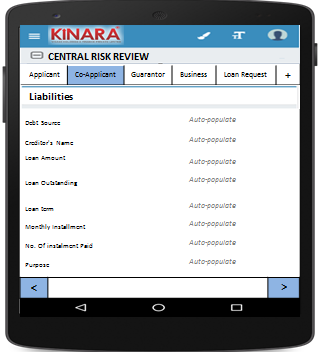 KINARA
CENTRAL RISK REVIEW
Applicant Co-Applicant Guarantor Business Loan Request +
Liabilities
Debt Source Auto-populate
Creditor's Name Auto-populate
Loan Amount Auto-populate
Loan Outstanding Auto-populate
Loan term Auto-populate
Monthly Installment Auto-populate
No. Of instalment Paid Auto-populate
Purpose Auto-populate
< >